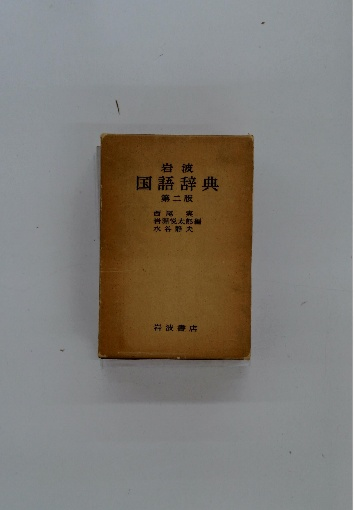 岩波
国語辞典
第二版
西尾実
岩淵悦太郎編
水谷静夫
岩波書店